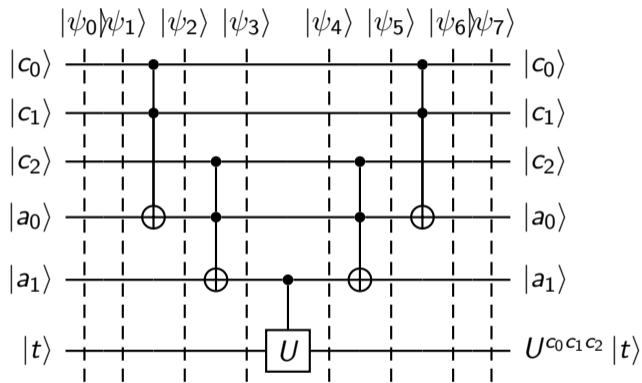 |ψ₀⟩ |ψ₁⟩ |ψ₂⟩ |ψ₃⟩ |ψ₄⟩ |ψ₅⟩ |ψ₆⟩ |ψ₇⟩
|c₀⟩ |c₀⟩
|c₁⟩ |c₁⟩
|c₂⟩ |c₂⟩
|a₀⟩ |a₀⟩
|a₁⟩ |a₁⟩
|t⟩ U U^{c₀c₁c₂} |t⟩